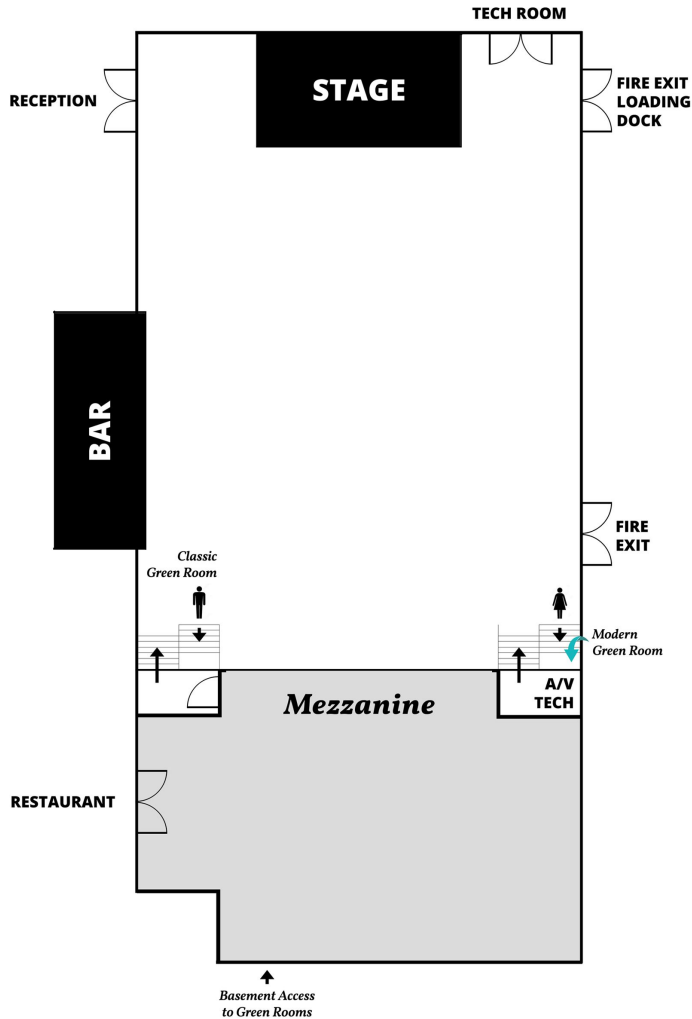 TECH ROOM
STAGE
RECEPTION
FIRE EXIT
LOADING
DOCK
BAR
FIRE
EXIT
Classic
Green Room
Modern
Green Room
A/V
TECH
Mezzanine
RESTAURANT
Basement Access
to Green Rooms